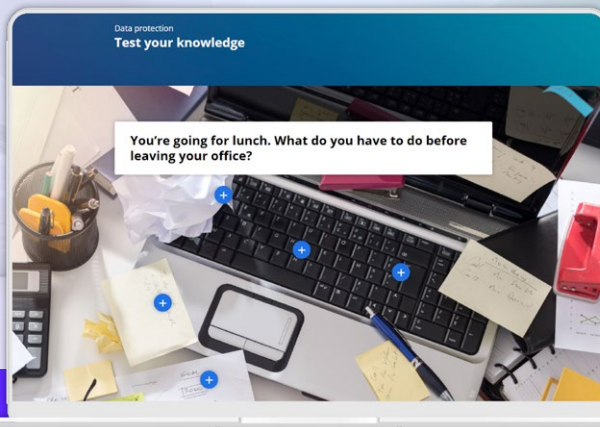 Data protection
Test your knowledge
You're going for lunch. What do you have to do before
leaving your office?